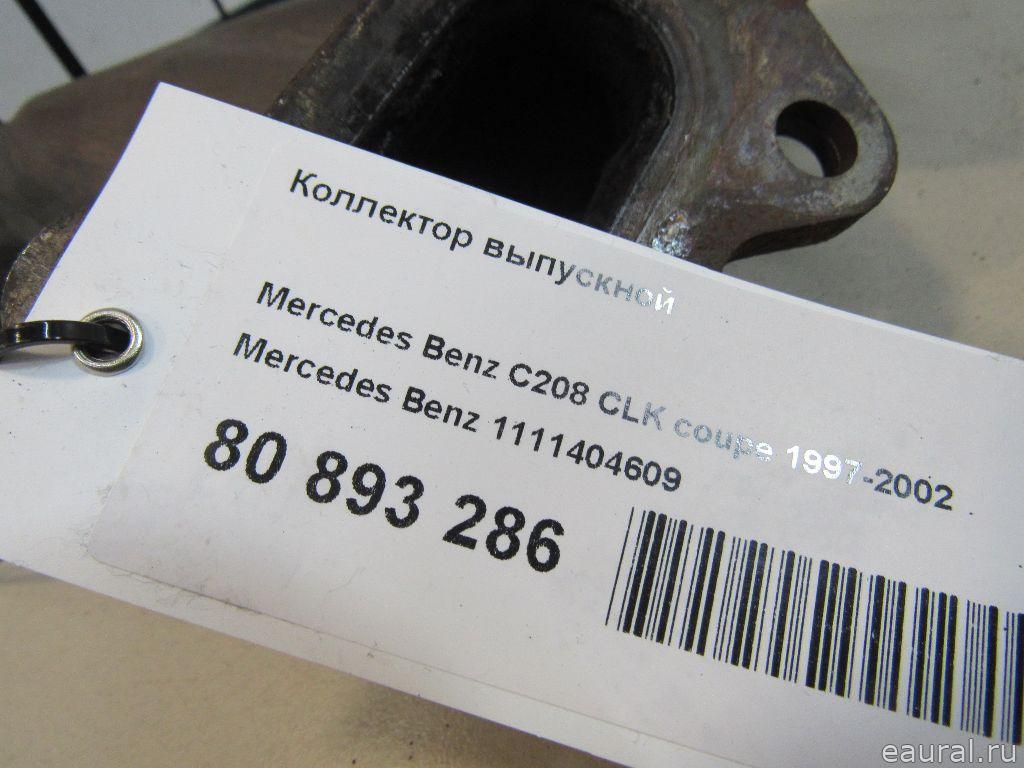 Коллектор выпускной
Mercedes Benz C208 CLK coupe 1997-2002
Mercedes Benz 1111404609
80 893 286
eaural.ru